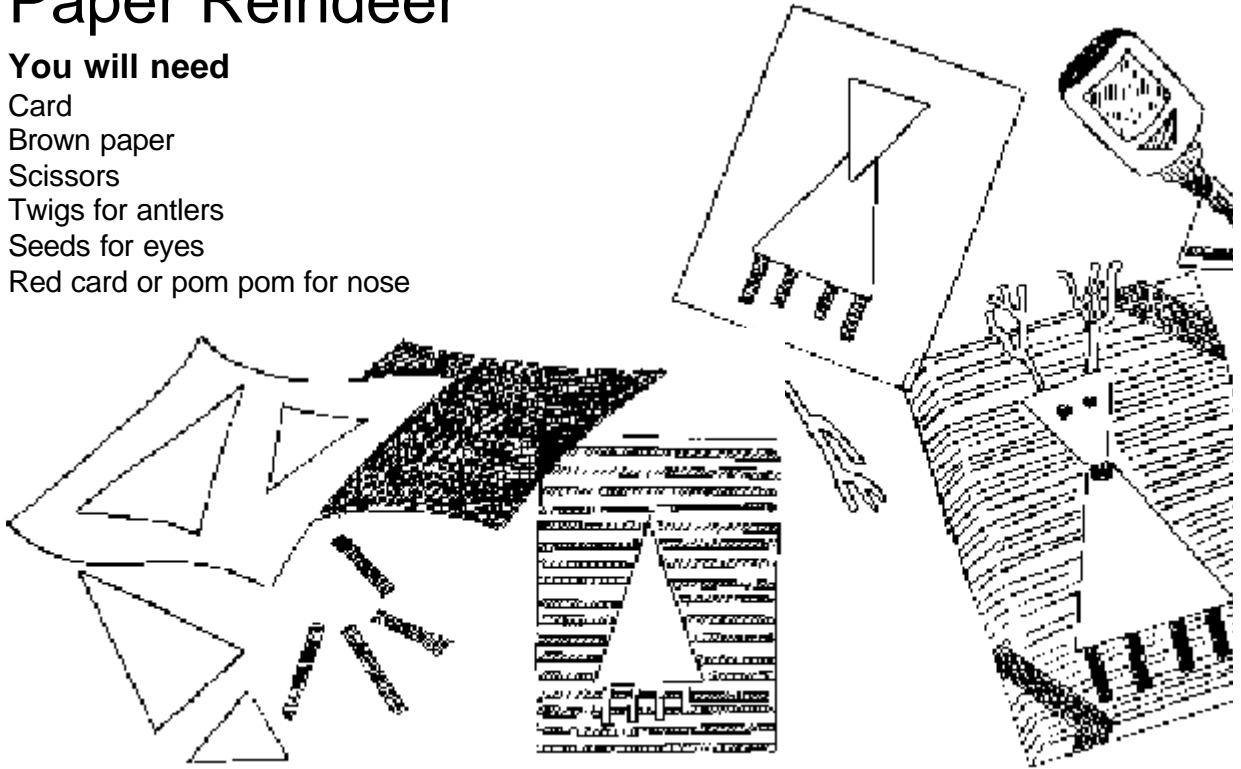 Paper Reindeer
You will need
Card
Brown paper
Scissors
Twigs for antlers
Seeds for eyes
Red card or pom pom for nose